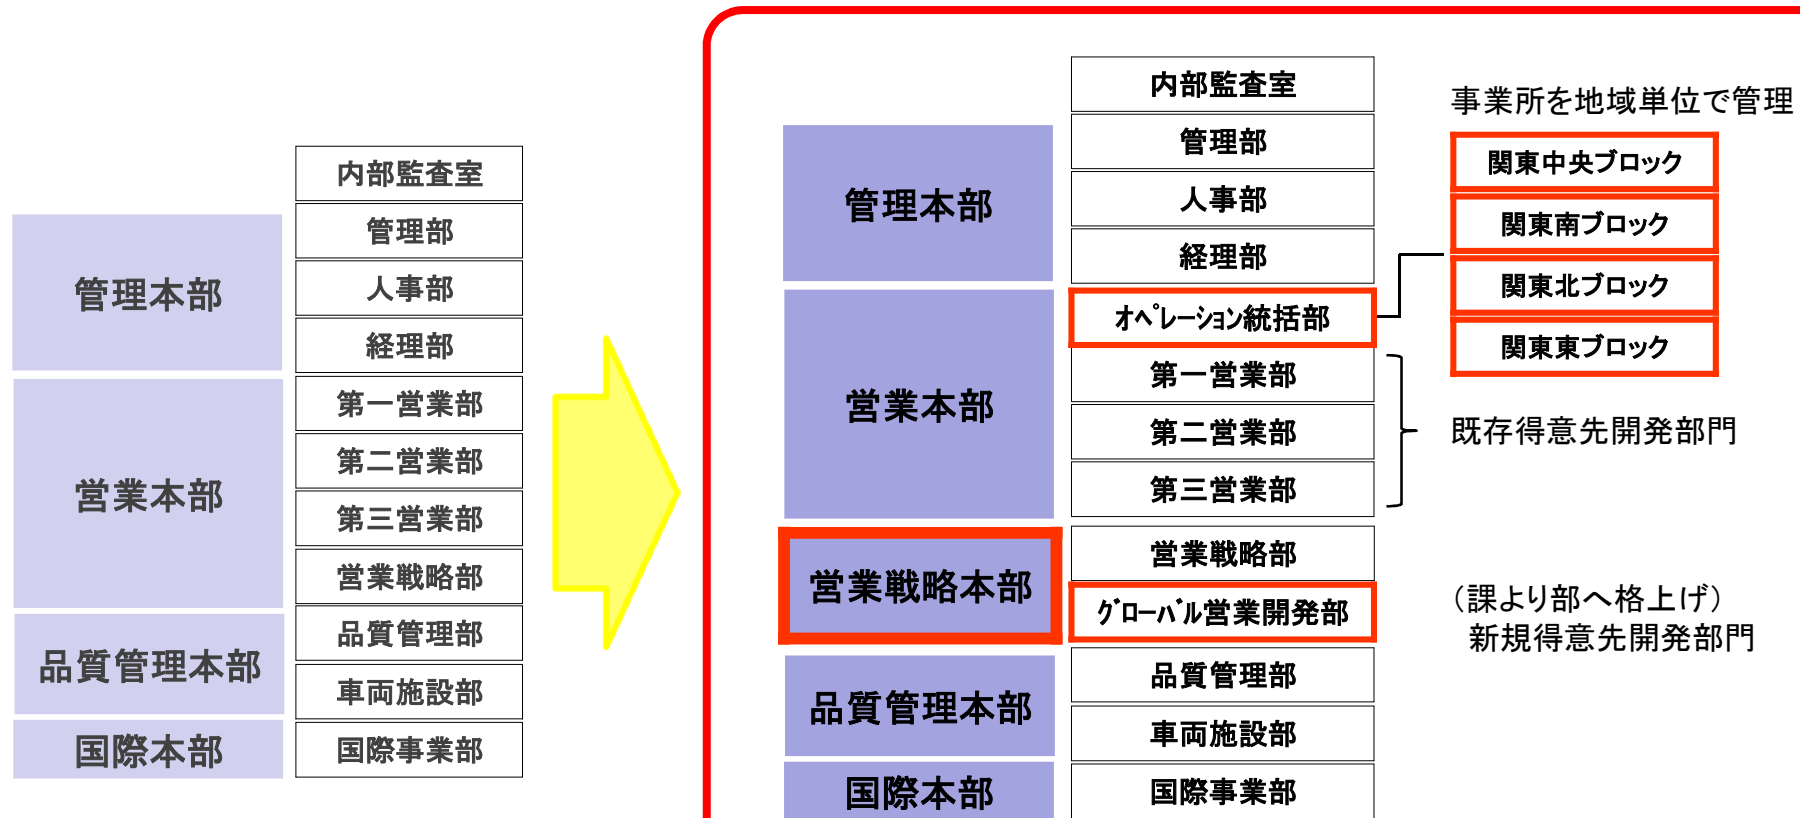 内部監査室
管理本部
管理部
人事部
経理部
営業本部
第一営業部
第二営業部
第三営業部
営業戦略部
品質管理本部
品質管理部
車両施設部
国際本部
国際事業部
内部監査室
管理本部
管理部
人事部
経理部
営業本部
オペレーション統括部
第一営業部
第二営業部
第三営業部
営業戦略本部
営業戦略部
グローバル営業開発部
品質管理本部
品質管理部
車両施設部
国際本部
国際事業部
事業所を地域単位で管理
関東中央ブロック
関東南ブロック
関東北ブロック
関東東ブロック
既存得意先開発部門
(課より部へ格上げ)
新規得意先開発部門